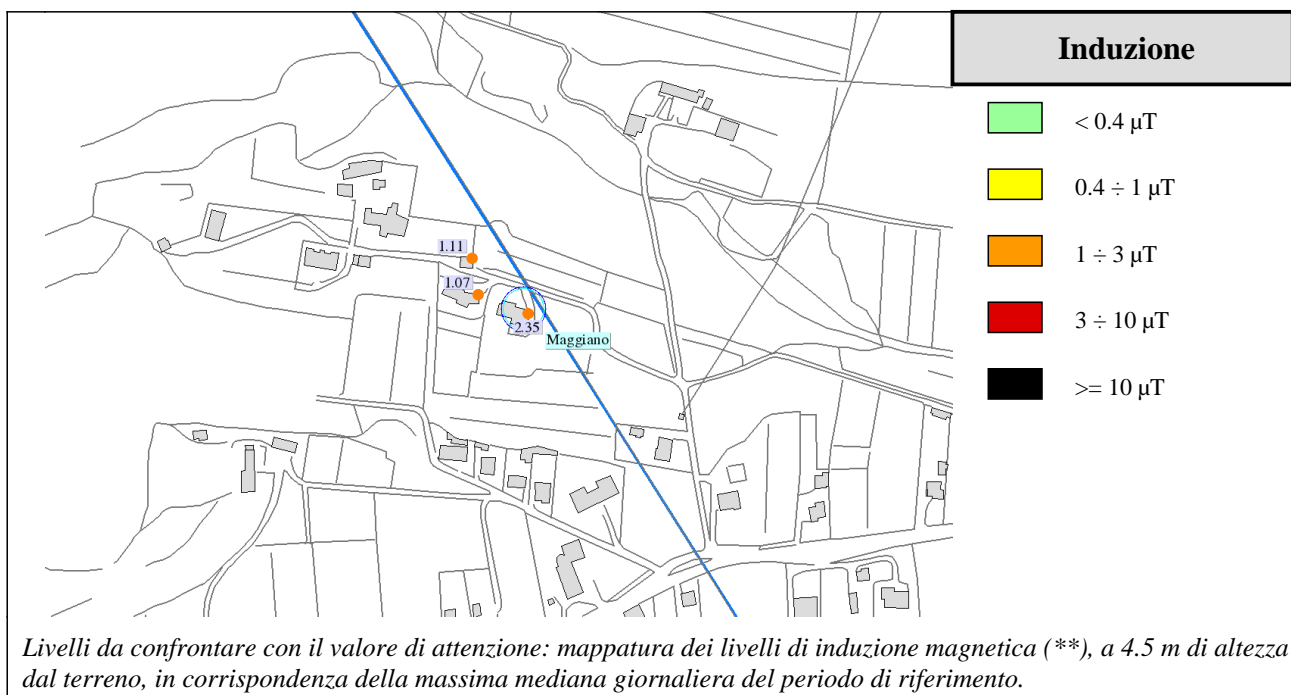 Induzione
< 0.4 µT
0.4 ÷ 1 µT
1 ÷ 3 µT
3 ÷ 10 µT
>= 10 µT
1.11
1.07
2.35
Maggiano
Livelli da confrontare con il valore di attenzione: mappatura dei livelli di induzione magnetica (**), a 4.5 m di altezza
dal terreno, in corrispondenza della massima mediana giornaliera del periodo di riferimento.